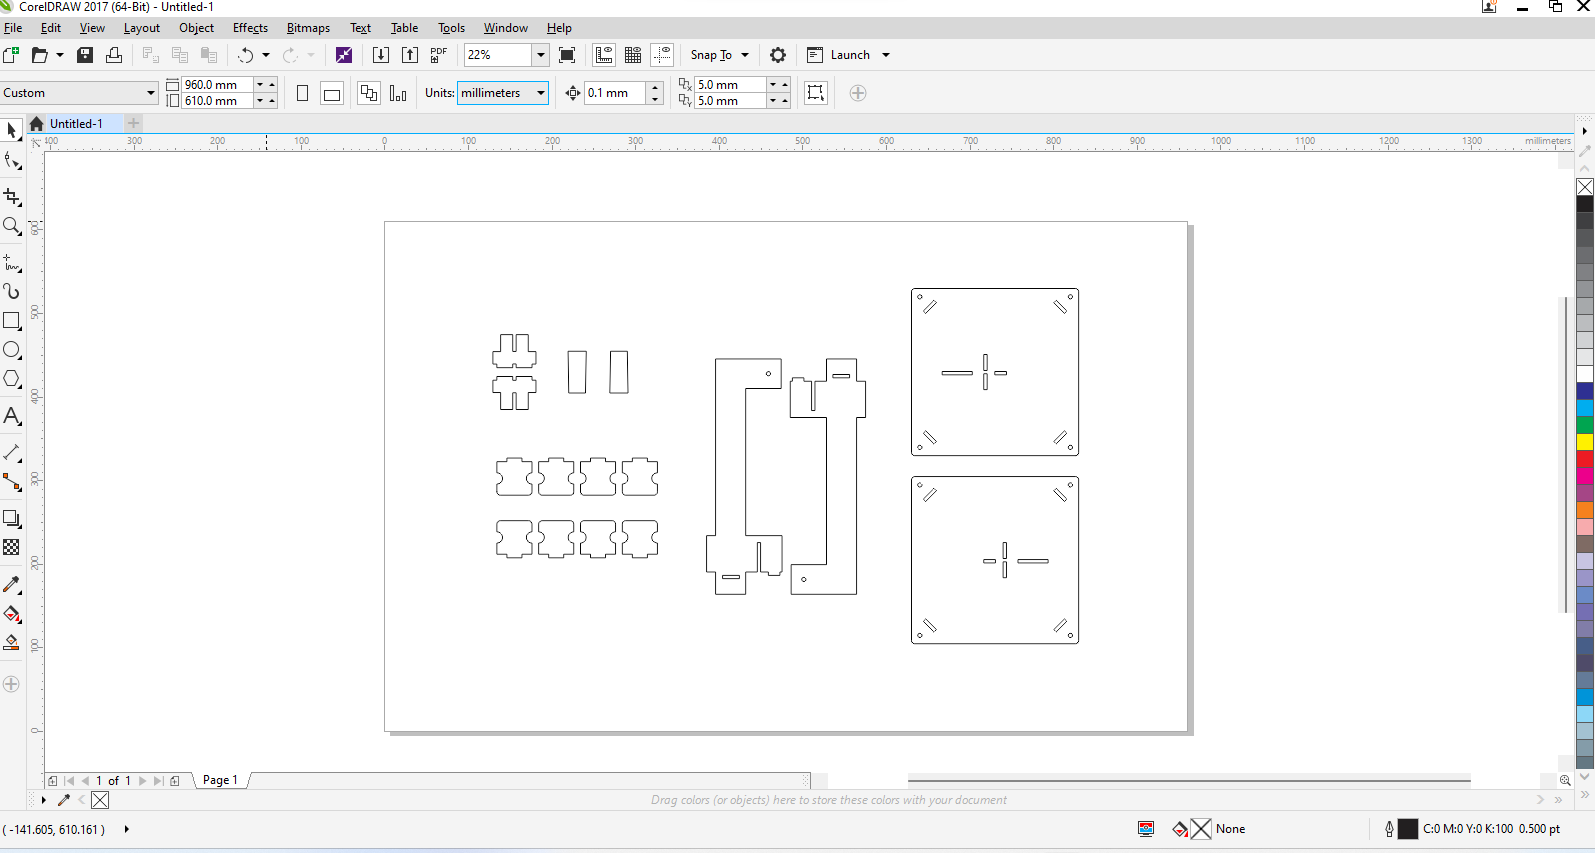 CorelDRAW 2017 (64-Bit) - Untitled-1
File Edit View Layout Object Effects Bitmaps Text Table Tools Window Help
PDF 22% Snap To Launch
Custom 960.0 mm 610.0 mm Units: millimeters 0.1 mm 5.0 mm 5.0 mm
Untitled-1
400 300 200 100 0 100 200 300 400 500 600 700 800 900 1000 1100 1200 1300 millimeters
600
500
400
300
200
100
0
1 of 1 Page 1
Drag colors (or objects) here to store these colors with your document
( -141.605, 610.161 ) None C:0 M:0 Y:0 K:100 0.500 pt